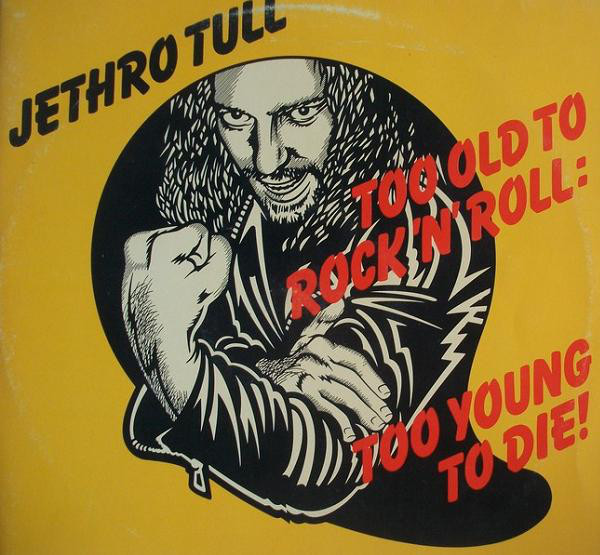 JETHRO TULL
TOO OLD TO
ROCK 'N' ROLL:
TOO YOUNG
TO DIE!